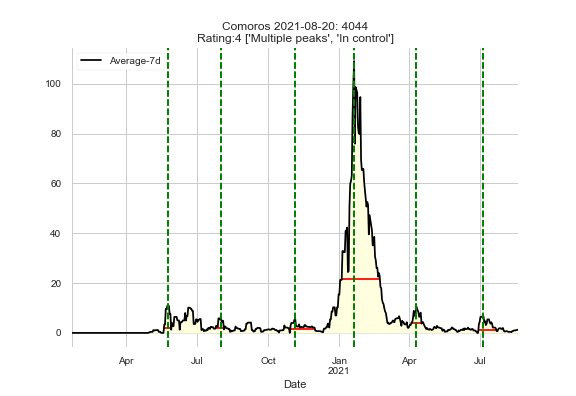 Comoros 2021-08-20: 4044
Rating:4 ['Multiple peaks', 'In control']
Average-7d
100
80
60
40
20
0
Apr
Jul
Oct
Jan
2021
Apr
Jul
Date